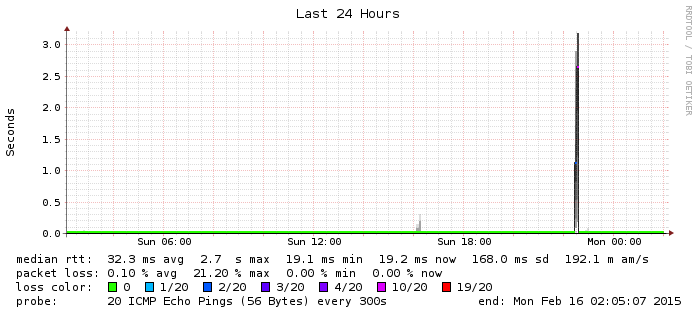 Last 24 Hours
RRDTOOL / TOBI OETIKER
Seconds
3.0
2.5
2.0
1.5
1.0
0.5
0.0
Sun 06:00 Sun 12:00 Sun 18:00 Mon 00:00
median rtt: 32.3 ms avg 2.7 s max 19.1 ms min 19.2 ms now 168.0 ms sd 192.1 m am/s
packet loss: 0.10 % avg 21.20 % max 0.00 % min 0.00 % now
loss color: 0 1/20 2/20 3/20 4/20 10/20 19/20
probe: 20 ICMP Echo Pings (56 Bytes) every 300s end: Mon Feb 16 02:05:07 2015